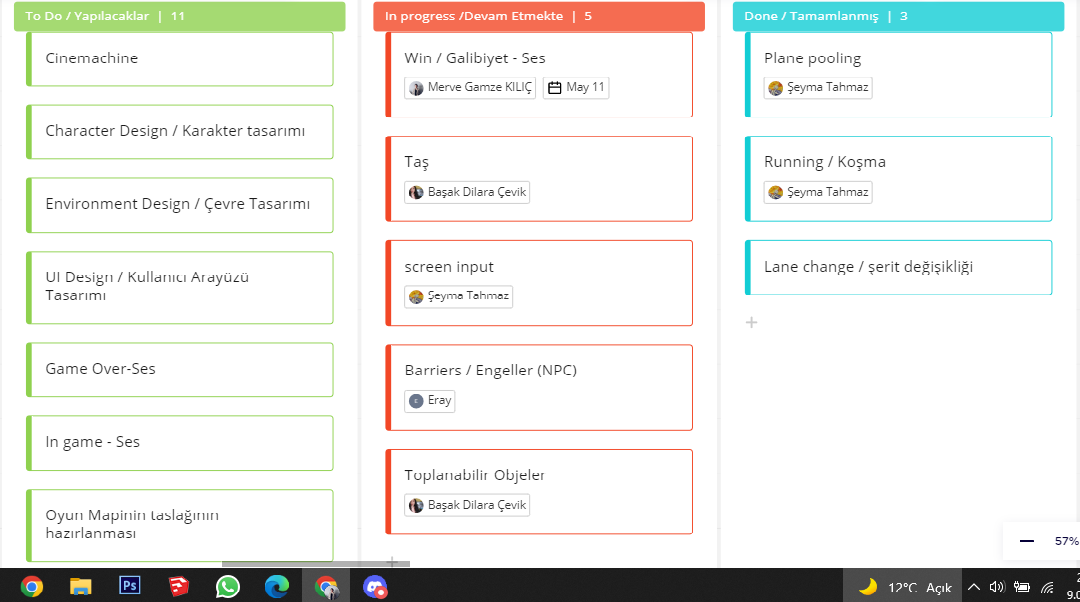 To Do / Yapılacaklar | 11
Cinemachine
Character Design / Karakter tasarımı
Environment Design / Çevre Tasarımı
UI Design / Kullanıcı Arayüzü
Tasarımı
Game Over-Ses
In game - Ses
Oyun Mapinin taslağının
hazırlanması
In progress /Devam Etmekte | 5
Win / Galibiyet - Ses
Merve Gamze KILIÇ
May 11
Taş
Başak Dilara Çevik
screen input
Şeyma Tahmaz
Barriers / Engeller (NPC)
E
Eray
Toplanabilir Objeler
Başak Dilara Çevik
Done / Tamamlanmış | 3
Plane pooling
Şeyma Tahmaz
Running / Koşma
Şeyma Tahmaz
Lane change / şerit değişikliği
57%
Ps
12°C Açık